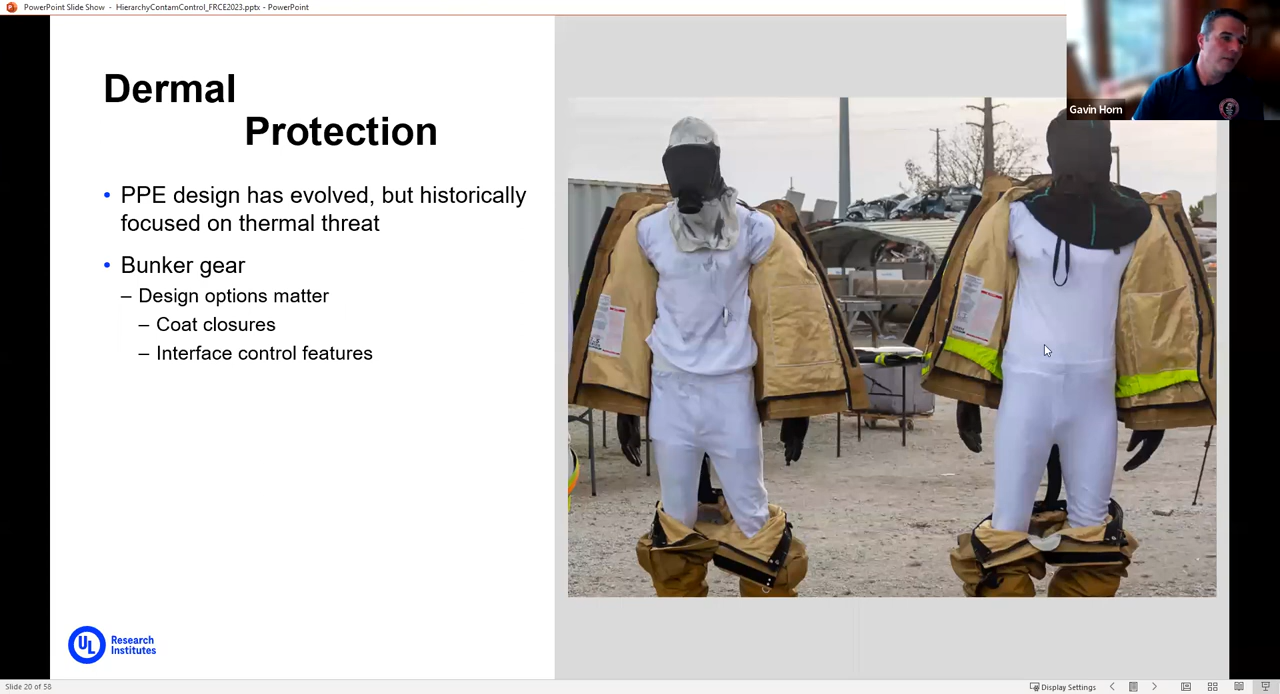 PowerPoint Slide Show - HierarchyContamControl_FRCE2023.pptx - PowerPoint
Gavin Horn
Dermal
Protection
• PPE design has evolved, but historically
focused on thermal threat
• Bunker gear
– Design options matter
– Coat closures
– Interface control features
UL Research
Institutes
Slide 20 of 58
Display Settings